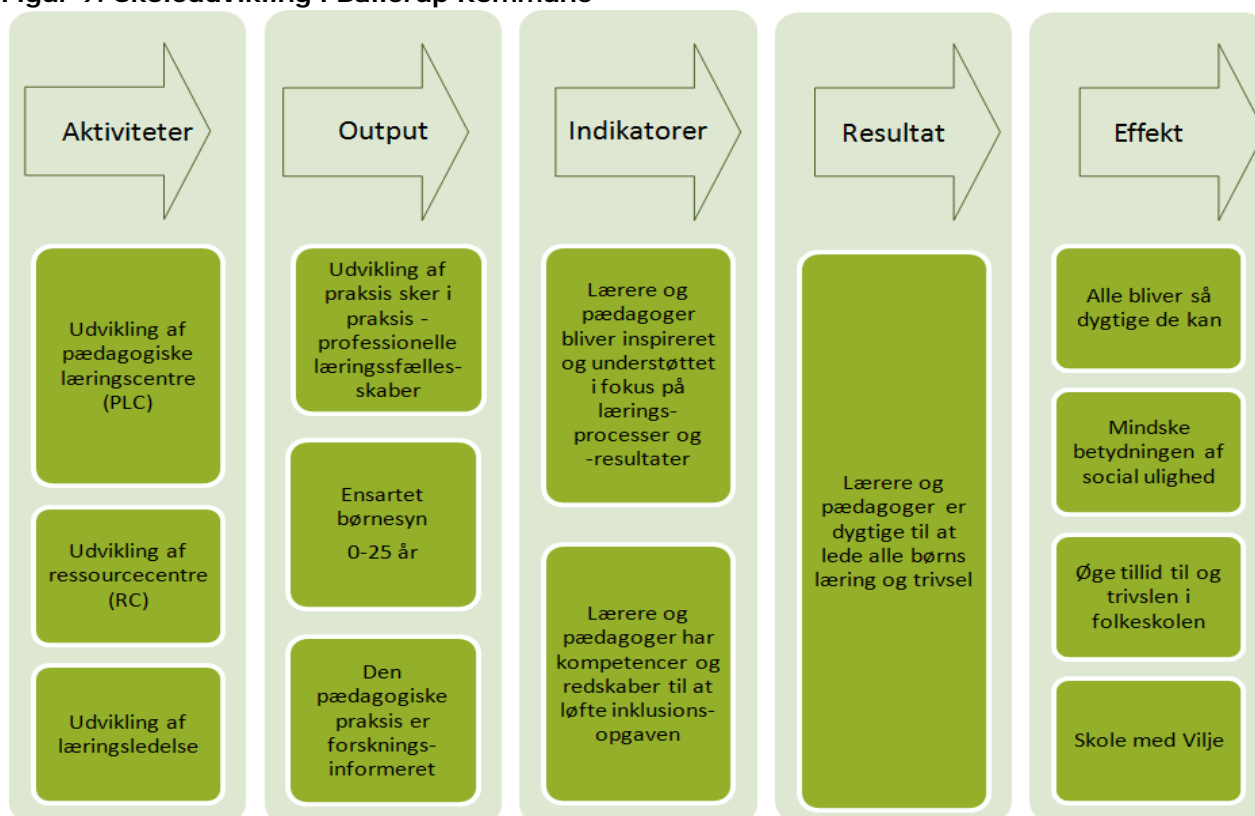 Skoleudvikling i Ballerup Kommune
Aktiviteter
Udvikling af
pædagogiske
læringscentre
(PLC)
Udvikling af
ressourcecentre
(RC)
Udvikling af
læringsledelse
Output
Udvikling af
praksis sker i
praksis -
professionelle
læringssfælles-
skaber
Ensartet
børnesyn
0-25 år
Den
pædagogiske
praksis er
forsknings-
informeret
Indikatorer
Lærere og
pædagoger
bliver inspireret
og understøttet
i fokus på
lærings-
processer og
-resultater
Lærere og
pædagoger har
kompetencer og
redskaber til at
løfte inklusions-
opgaven
Resultat
Lærere og
pædagoger er
dygtige til at
lede alle børns
læring og trivsel
Effekt
Alle bliver så
dygtige de kan
Mindske
betydningen af
social ulighed
Øge tillid til og
trivslen i
folkeskolen
Skole med Vilje